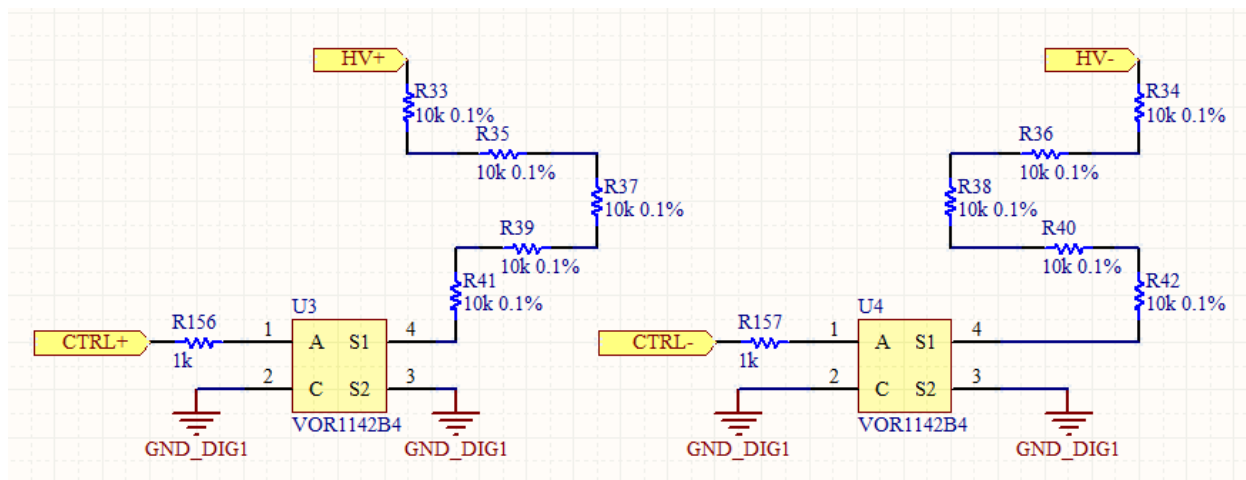 HV+
HV-
R33
10k 0.1%
R34
10k 0.1%
R35
10k 0.1%
R36
10k 0.1%
R37
10k 0.1%
R38
10k 0.1%
R39
10k 0.1%
R40
10k 0.1%
R41
10k 0.1%
R42
10k 0.1%
CTRL+
R156
1k
U3
1 A S1 4
2 C S2 3
VOR1142B4
GND_DIG1
GND_DIG1
CTRL-
R157
1k
U4
1 A S1 4
2 C S2 3
VOR1142B4
GND_DIG1
GND_DIG1